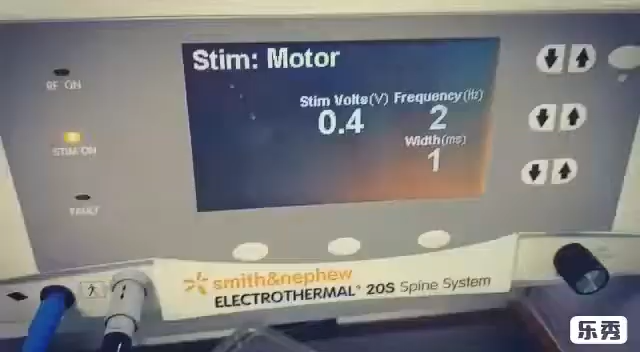 Stim: Motor
RF ON
Stim Volts(V) Frequency(Hz)
0.4 2
Width(ms)
1
STIM ON
FAULT
smith&nephew
ELECTROTHERMAL® 20S Spine System
乐秀